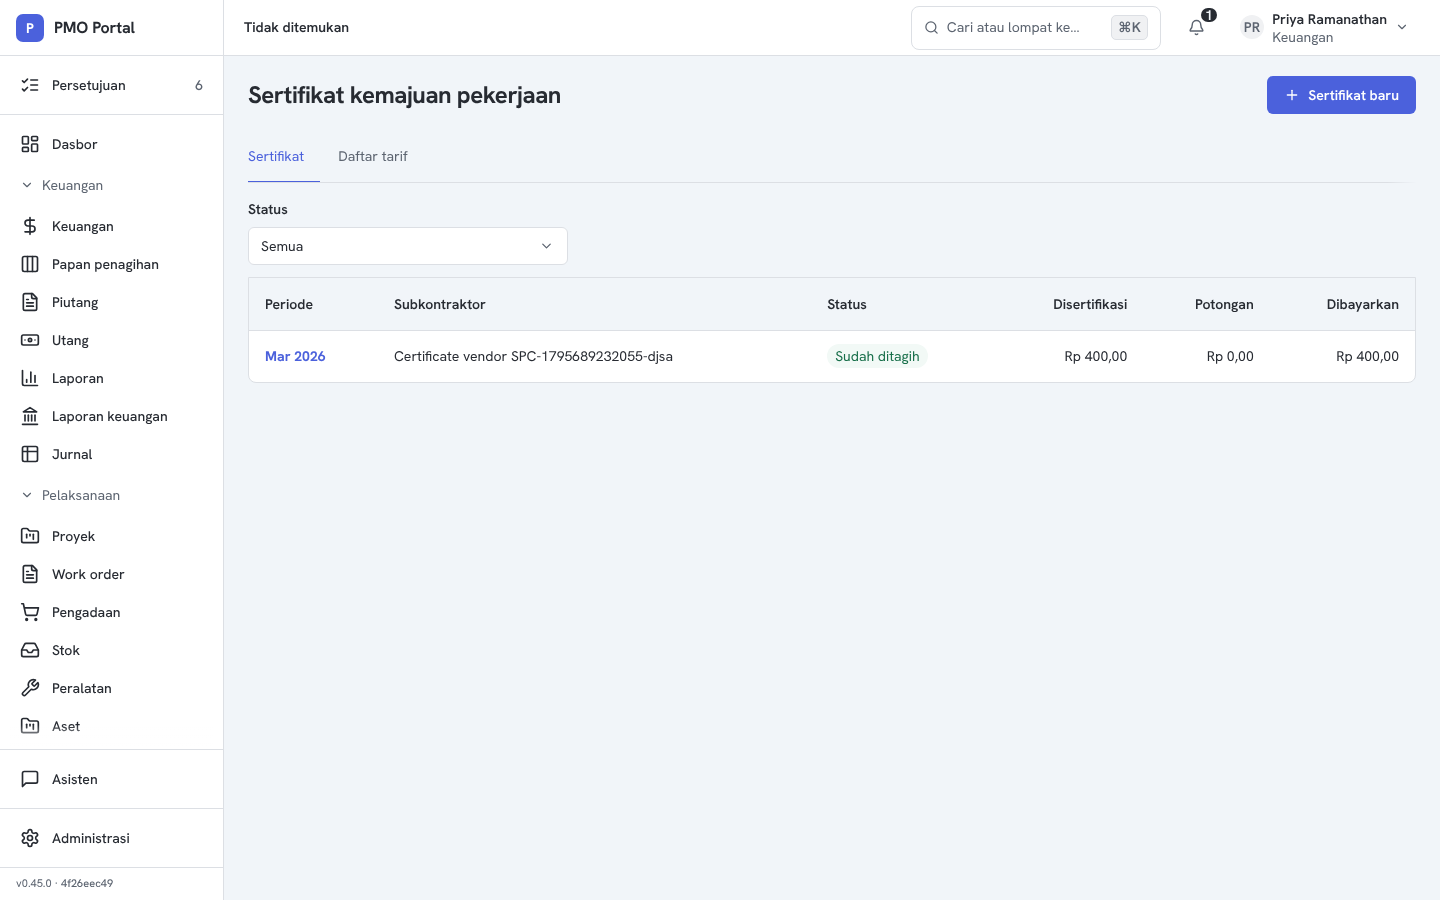 P PMO Portal
Tidak ditemukan
Cari atau lompat ke... ⌘K
1
PR Priya Ramanathan
Keuangan
Persetujuan 6
Dasbor
Keuangan
Keuangan
Papan penagihan
Piutang
Utang
Laporan
Laporan keuangan
Jurnal
Pelaksanaan
Proyek
Work order
Pengadaan
Stok
Peralatan
Aset
Asisten
Administrasi
v0.45.0 · 4f26eec49
Sertifikat kemajuan pekerjaan
Sertifikat baru
Sertifikat Daftar tarif
Status
Semua
Periode Subkontraktor Status Disertifikasi Potongan Dibayarkan
Mar 2026 Certificate vendor SPC-1795689232055-djsa Sudah ditagih Rp 400,00 Rp 0,00 Rp 400,00